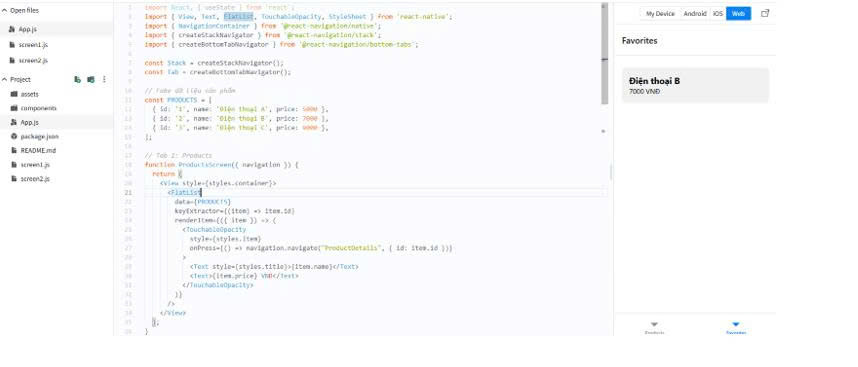 Open files
App.js
screen1.js
screen2.js
Project
assets
components
App.js
package.json
README.md
screen1.js
screen2.js
import React, { useState } from 'react';
import { View, Text, FlatList, TouchableOpacity, StyleSheet } from 'react-native';
import { NavigationContainer } from '@react-navigation/native';
import { createStackNavigator } from '@react-navigation/stack';
import { createBottomTabNavigator } from '@react-navigation/bottom-tabs';
const Stack = createStackNavigator();
const Tab = createBottomTabNavigator();
// Fake dữ liệu sản phẩm
const PRODUCTS = [
{ id: '1', name: 'Điện thoại A', price: 5000 },
{ id: '2', name: 'Điện thoại B', price: 7000 },
{ id: '3', name: 'Điện thoại C', price: 9000 },
];
// Tab 1: Products
function ProductsScreen({ navigation }) {
return (
<View style={styles.container}>
<FlatList
data={PRODUCTS}
keyExtractor={(item) => item.id}
renderItem={({ item }) => (
<TouchableOpacity
style={styles.item}
onPress={() => navigation.navigate("ProductDetails", { id: item.id })}
>
<Text style={styles.title}>{item.name}</Text>
<Text>{item.price} VNĐ</Text>
</TouchableOpacity>
)}
/>
</View>
);
}
My Device Android iOS Web
Favorites
Điện thoại B
7000 VNĐ